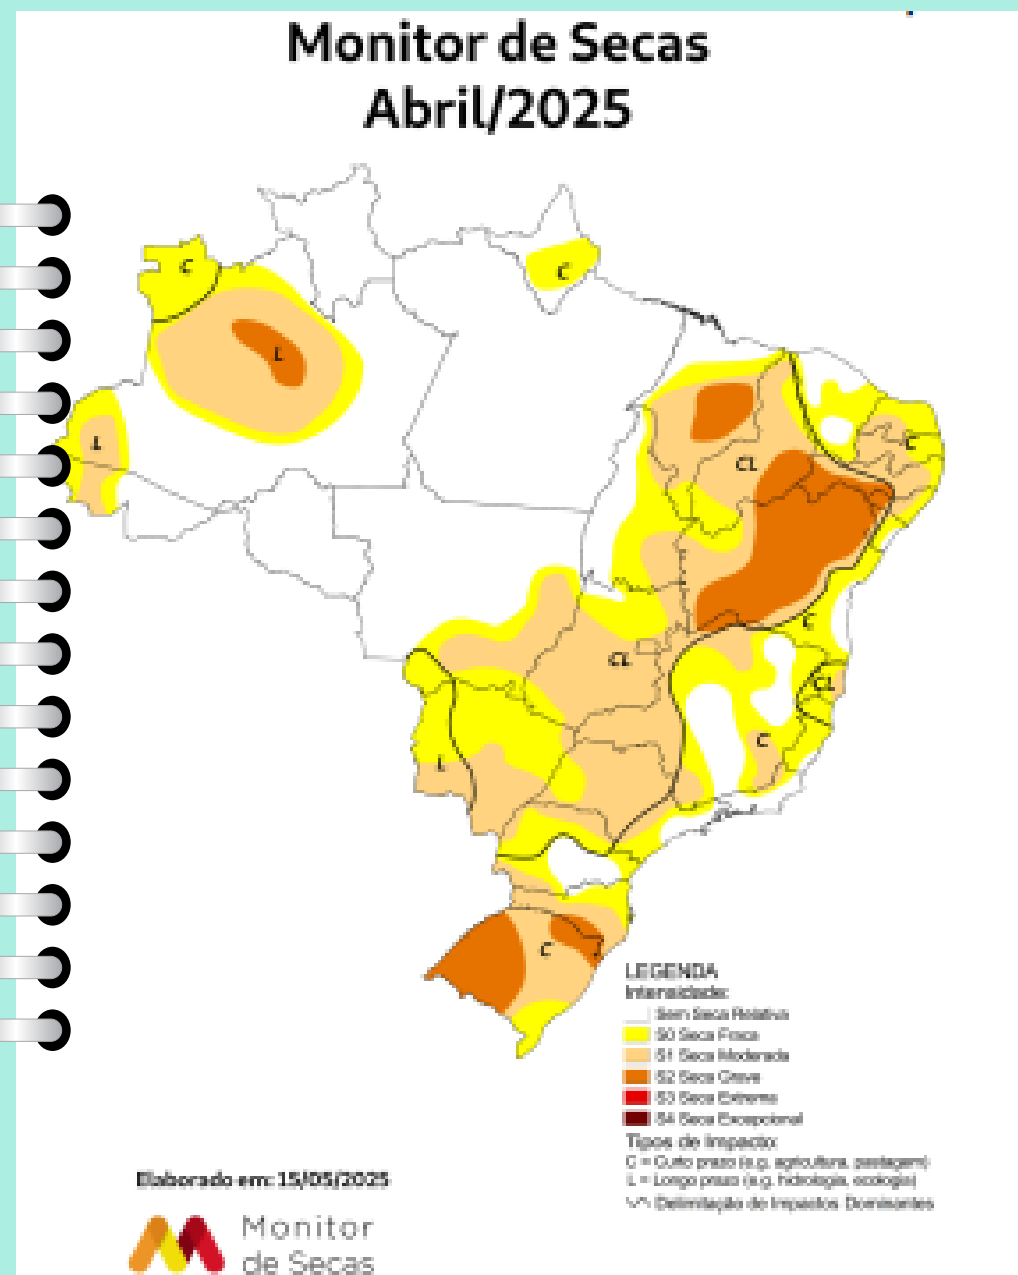 Monitor de Secas
Abril/2025
C
C
L
L
C
CL
C
CL
CL
C
L
C
LEGENDA
Intensidade:
Sem Seca Relativa
S0 Seca Fraca
S1 Seca Moderada
S2 Seca Grave
S3 Seca Extrema
S4 Seca Excepcional
Tipos de Impacto:
C = Curto prazo (e.g. agricultura, pastagem)
L = Longo prazo (e.g. hidrologia, ecologia)
Delimitação de Impactos Dominantes
Elaborado em: 15/05/2025
Monitor
de Secas